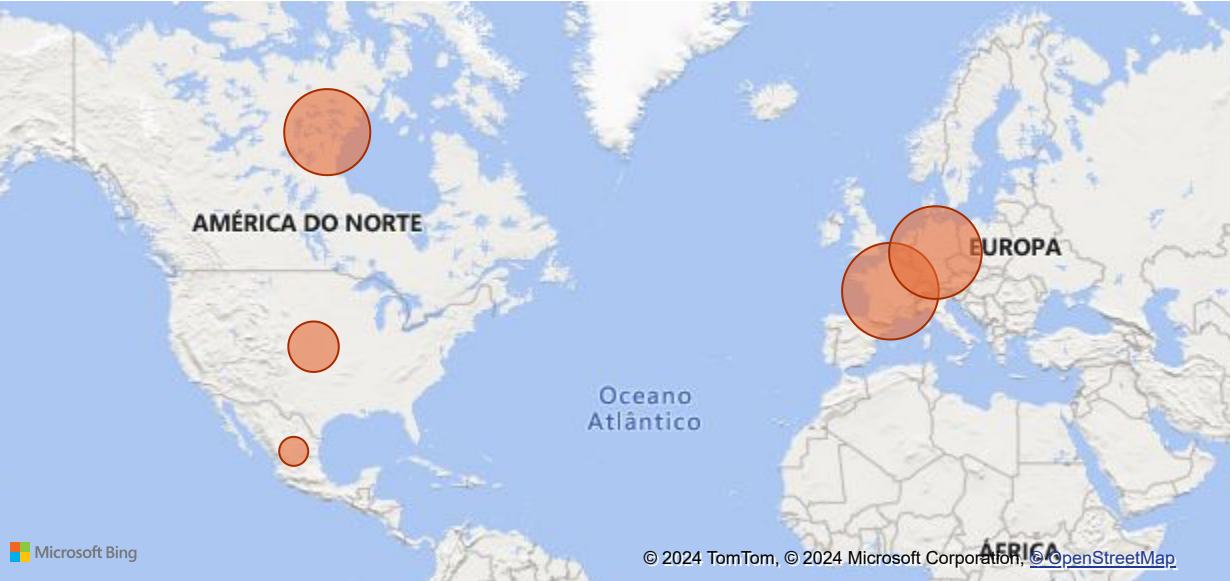 AMÉRICA DO NORTE
EUROPA
Oceano
Atlântico
ÁFRICA
Microsoft Bing
© 2024 TomTom, © 2024 Microsoft Corporation, © OpenStreetMap